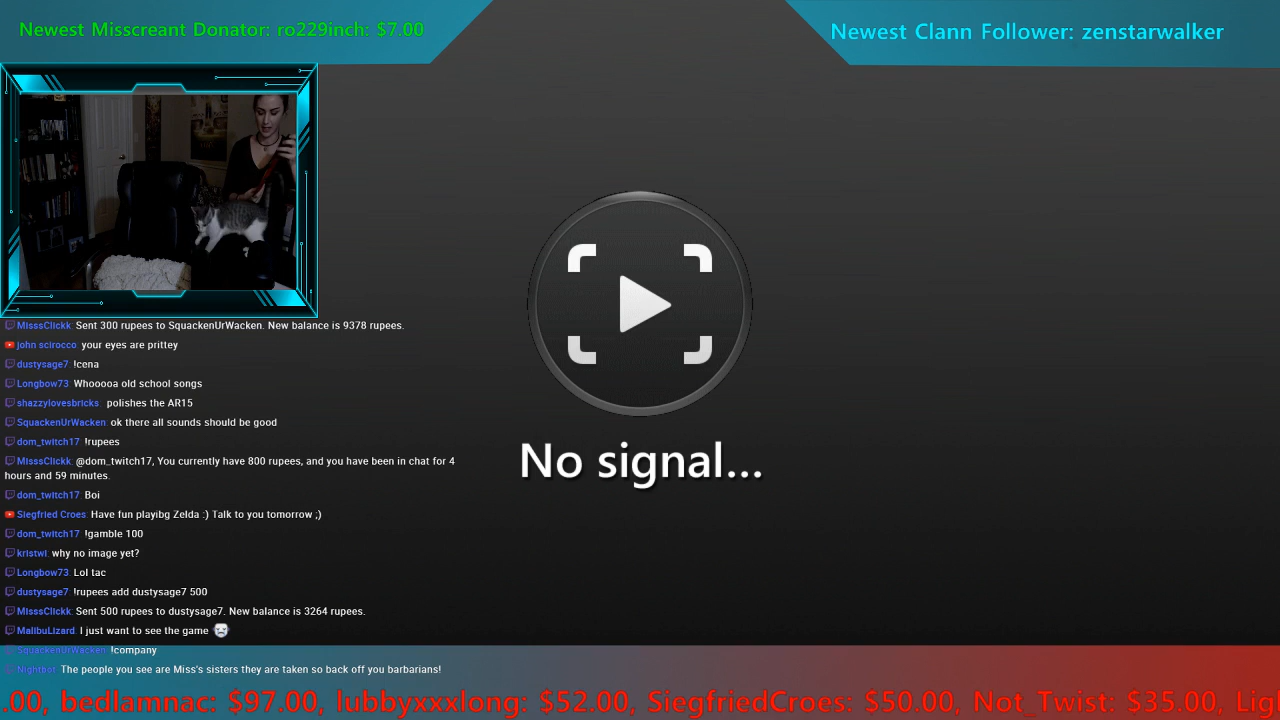 Newest Misscreant Donator: ro229inch: $7.00
Newest Clann Follower: zenstarwalker
MisssClickk: Sent 300 rupees to SquackenUrWacken. New balance is 9378 rupees.
john scirocco: your eyes are prittey
dustysage7: !cena
Longbow73: Whooooa old school songs
shazzylovesbricks: polishes the AR15
SquackenUrWacken: ok there all sounds should be good
dom_twitch17: !rupees
MisssClickk: @dom_twitch17, You currently have 800 rupees, and you have been in chat for 4
hours and 59 minutes.
dom_twitch17: Boi
Siegfried Croes: Have fun playibg Zelda :) Talk to you tomorrow ;)
dom_twitch17: !gamble 100
kristwi: why no image yet?
Longbow73: Lol tac
dustysage7: !rupees add dustysage7 500
MisssClickk: Sent 500 rupees to dustysage7. New balance is 3264 rupees.
MalibuLizard: I just want to see the game
SquackenUrWacken: !company
Nightbot: The people you see are Miss's sisters they are taken so back off you barbarians!
No signal...
.00, bedlamnac: $97.00, lubbyxxxlong: $52.00, SiegfriedCroes: $50.00, Not_Twist: $35.00, Lig